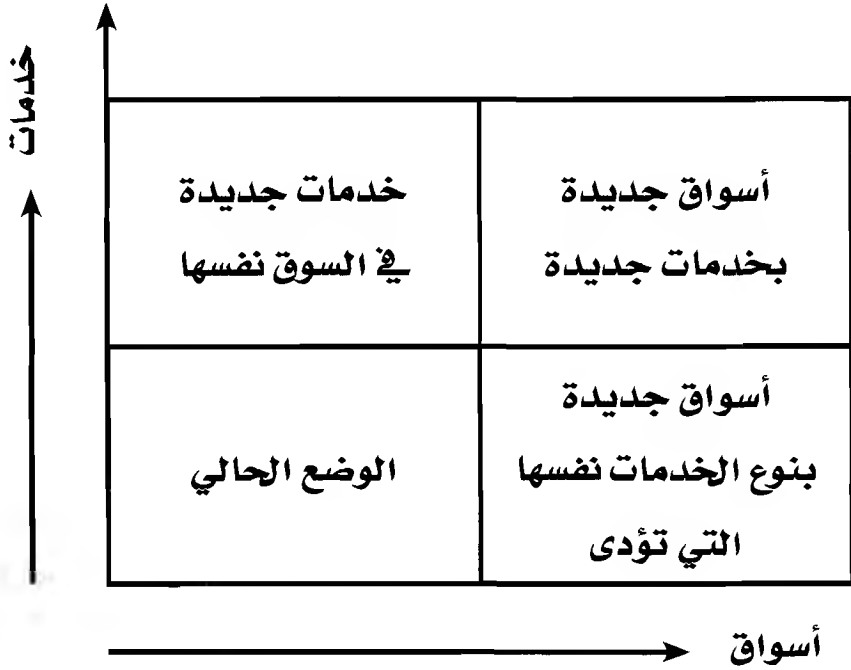 خدمات
أسواق جديدة
بخدمات جديدة
خدمات جديدة
في السوق نفسها
أسواق جديدة
بنوع الخدمات نفسها
التي تؤدى
الوضع الحالي
أسواق